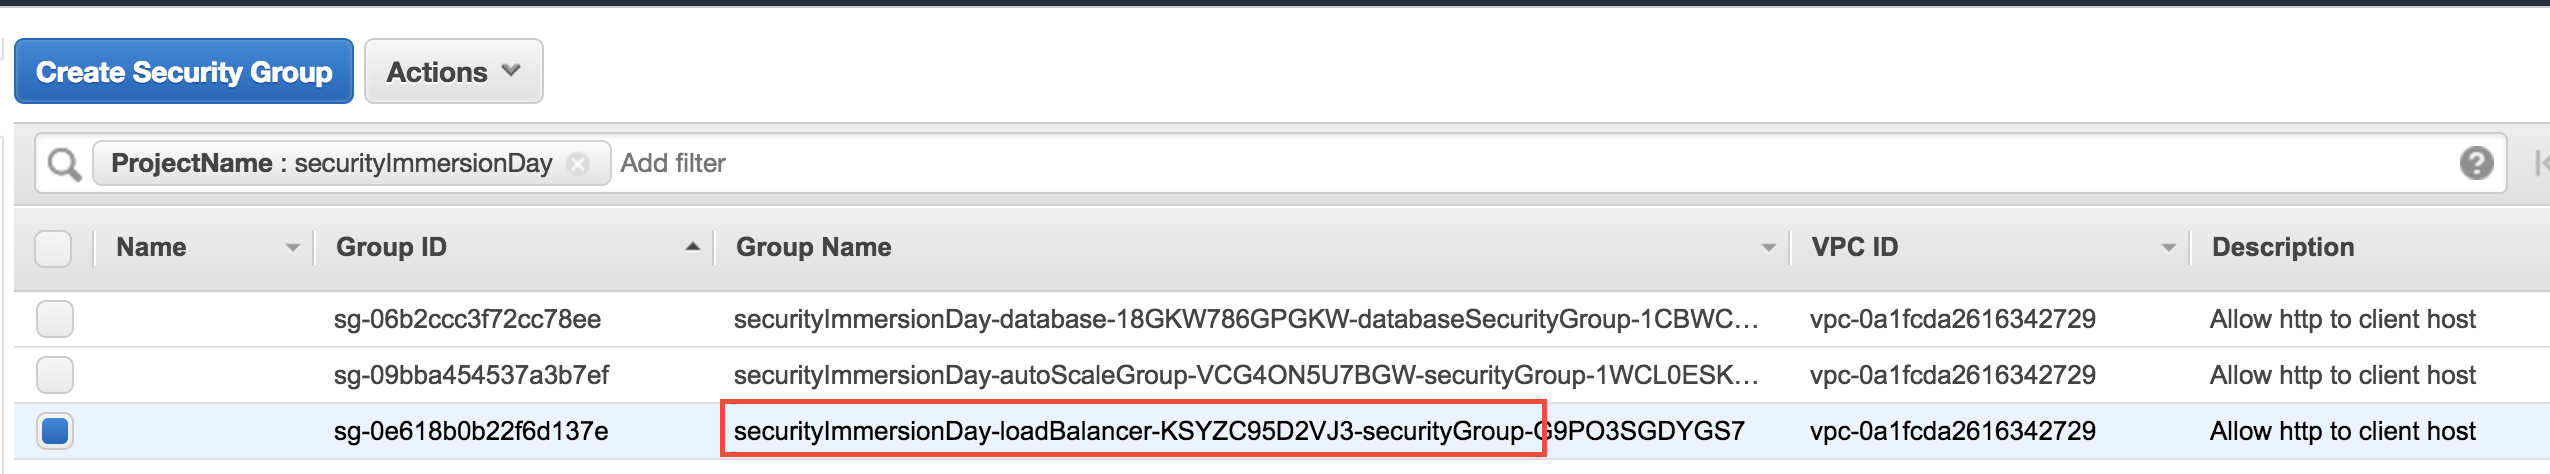 Create Security Group Actions
ProjectName : securityImmersionDay Add filter
Name Group ID Group Name VPC ID Description
sg-06b2ccc3f72cc78ee securityImmersionDay-database-18GKW786GPGKW-databaseSecurityGroup-1CBWC... vpc-0a1fcda2616342729 Allow http to client host
sg-09bba454537a3b7ef securityImmersionDay-autoScaleGroup-VCG4ON5U7BGW-securityGroup-1WCL0ESK... vpc-0a1fcda2616342729 Allow http to client host
sg-0e618b0b22f6d137e securityImmersionDay-loadBalancer-KSYZC95D2VJ3-securityGroup-G9PO3SGDYGS7 vpc-0a1fcda2616342729 Allow http to client host